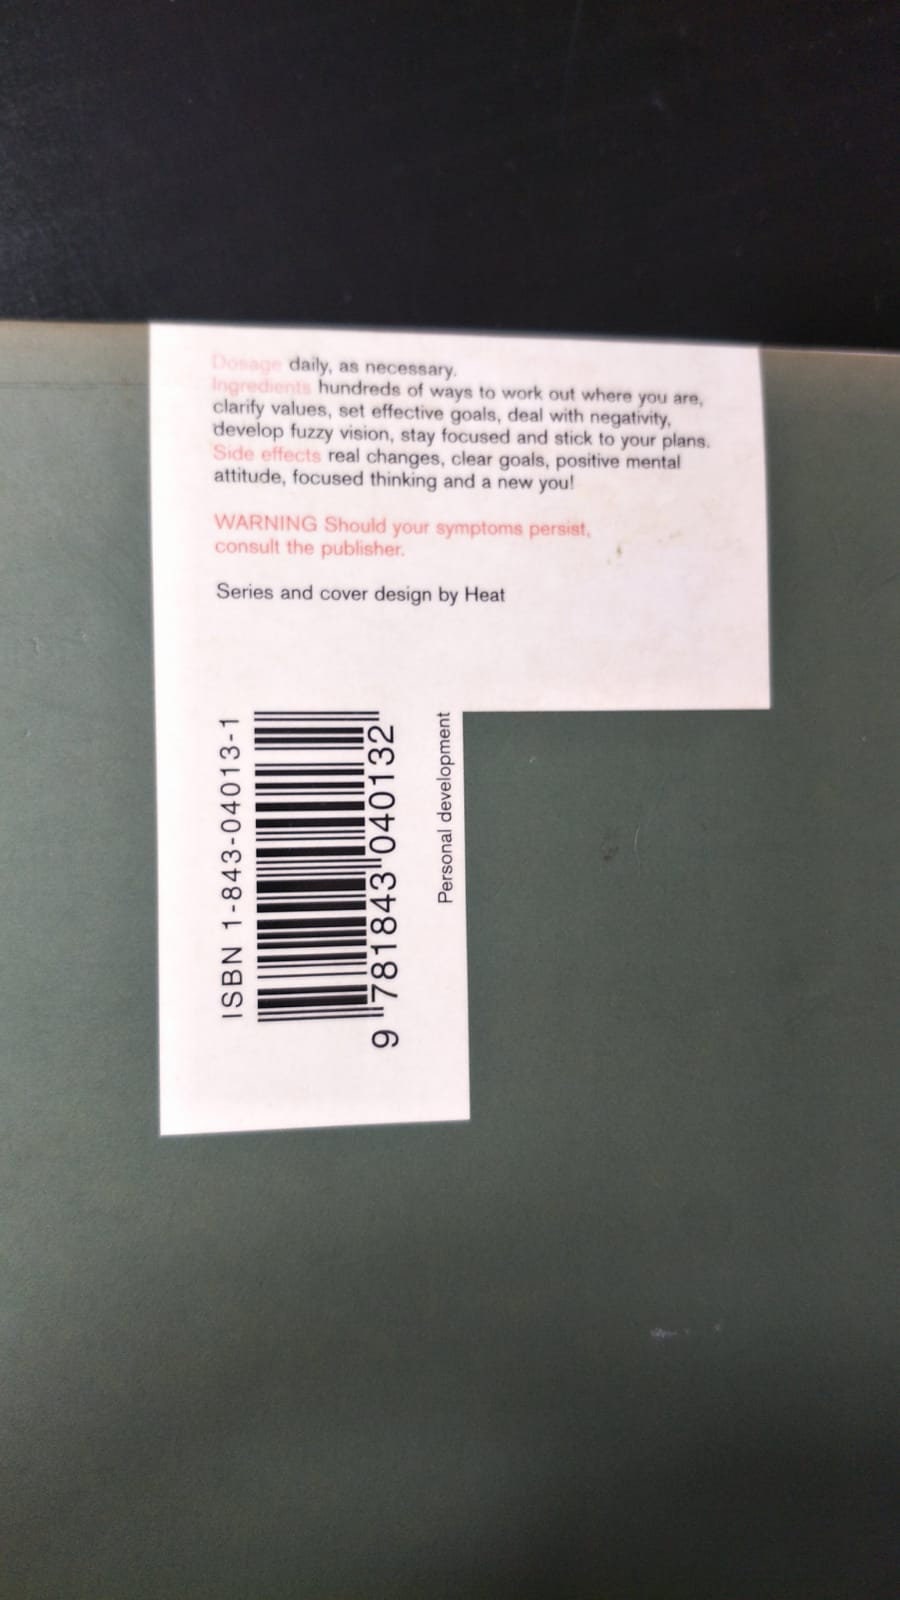 Dosage daily, as necessary.
Ingredients hundreds of ways to work out where you are,
clarify values, set effective goals, deal with negativity,
develop fuzzy vision, stay focused and stick to your plans.
Side effects real changes, clear goals, positive mental
attitude, focused thinking and a new you!
WARNING Should your symptoms persist,
consult the publisher.
Series and cover design by Heat
ISBN 1-843-04013-1
9 781843 040132
Personal development